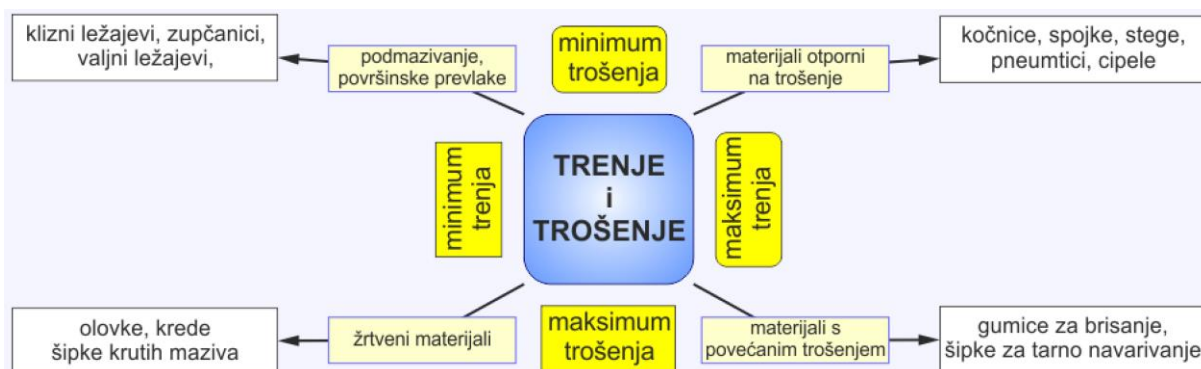 klizni ležajevi, zupčanici,
valjni ležajevi,
podmazivanje,
površinske prevlake
minimum
trošenja
materijali otporni
na trošenje
kočnice, spojke, stege,
pneumtici, cipele
minimum
trenja
TRENJE
i
TROŠENJE
maksimum
trenja
olovke, krede
šipke krutih maziva
žrtveni materijali
maksimum
trošenja
materijali s
povećanim trošenjem
gumice za brisanje,
šipke za tarno navarivanje